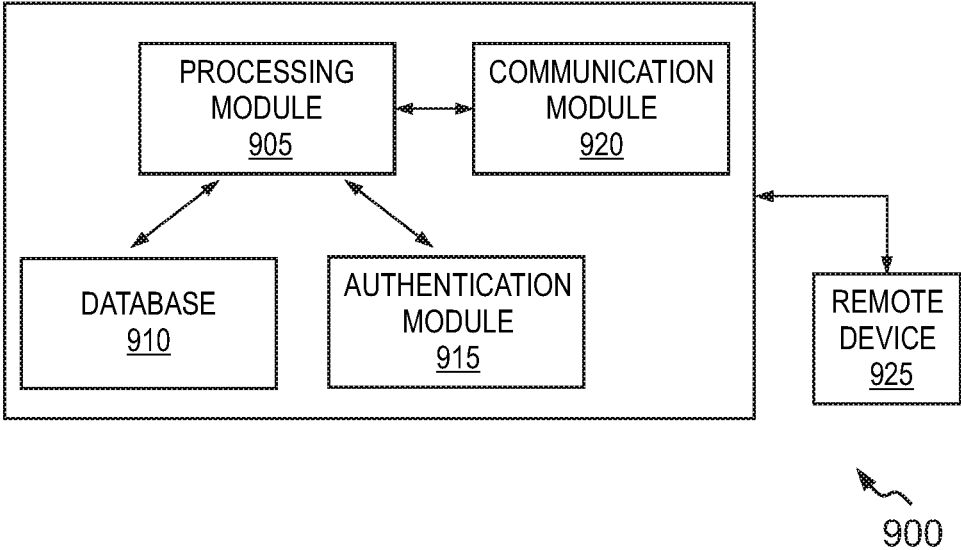 PROCESSING
MODULE
905
COMMUNICATION
MODULE
920
DATABASE
910
AUTHENTICATION
MODULE
915
REMOTE
DEVICE
925
900